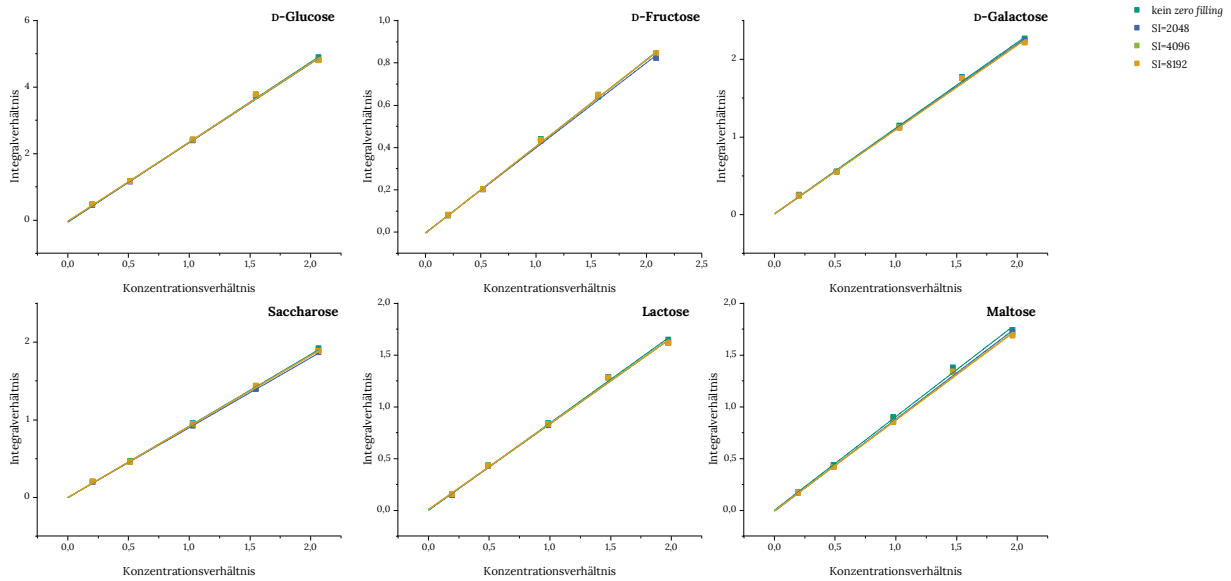 D-Glucose
6
4
2
0
Integralverhältnis
0,0 0,5 1,0 1,5 2,0
Konzentrationsverhältnis
D-Fructose
1,0
0,8
0,6
0,4
0,2
0,0
Integralverhältnis
0,0 0,5 1,0 1,5 2,0 2,5
Konzentrationsverhältnis
D-Galactose
2
1
0
Integralverhältnis
0,0 0,5 1,0 1,5 2,0
Konzentrationsverhältnis
kein zero filling
SI=2048
SI=4096
SI=8192
Saccharose
2
1
0
Integralverhältnis
0,0 0,5 1,0 1,5 2,0
Konzentrationsverhältnis
Lactose
2,0
1,5
1,0
0,5
0,0
Integralverhältnis
0,0 0,5 1,0 1,5 2,0
Konzentrationsverhältnis
Maltose
2,0
1,5
1,0
0,5
0,0
Integralverhältnis
0,0 0,5 1,0 1,5 2,0
Konzentrationsverhältnis